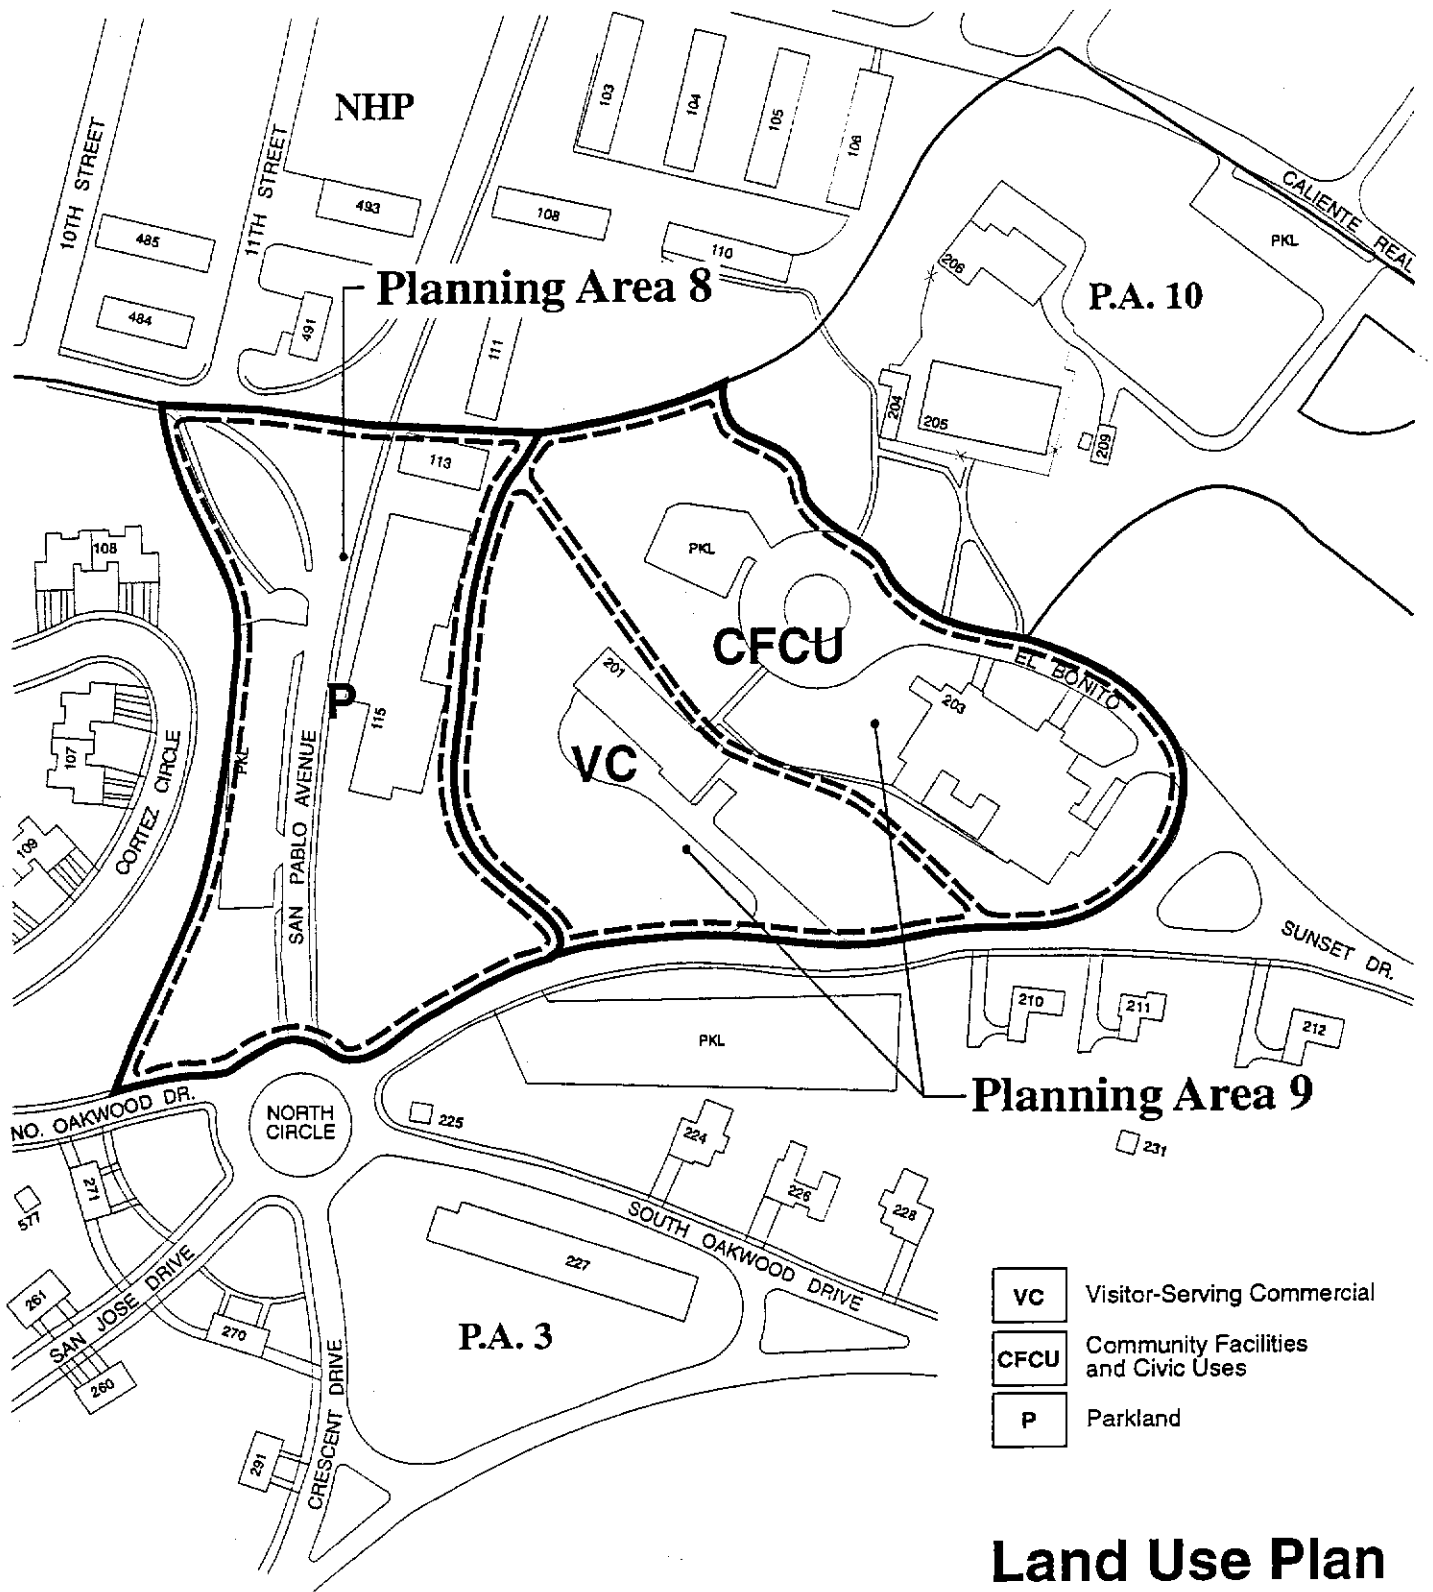 NHP
103
104
105
106
10TH STREET
11TH STREET
CALIENTE REAL
493
108
485
110
PKL
206
Planning Area 8
P.A. 10
484
491
111
204
205
209
113
108
PKL
CFCU
EL BONITO
201
203
P
115
VC
107
CORTEZ CIRCLE
PKL
SAN PABLO AVENUE
109
SUNSET DR.
210
211
212
PKL
Planning Area 9
NO. OAKWOOD DR.
NORTH
CIRCLE
225
224
231
271
577
226
228
SOUTH OAKWOOD DRIVE
227
261
SAN JOSE DRIVE
270
260
P.A. 3
CRESCENT DRIVE
291
VC Visitor-Serving Commercial
CFCU Community Facilities
and Civic Uses
P Parkland
Land Use Plan